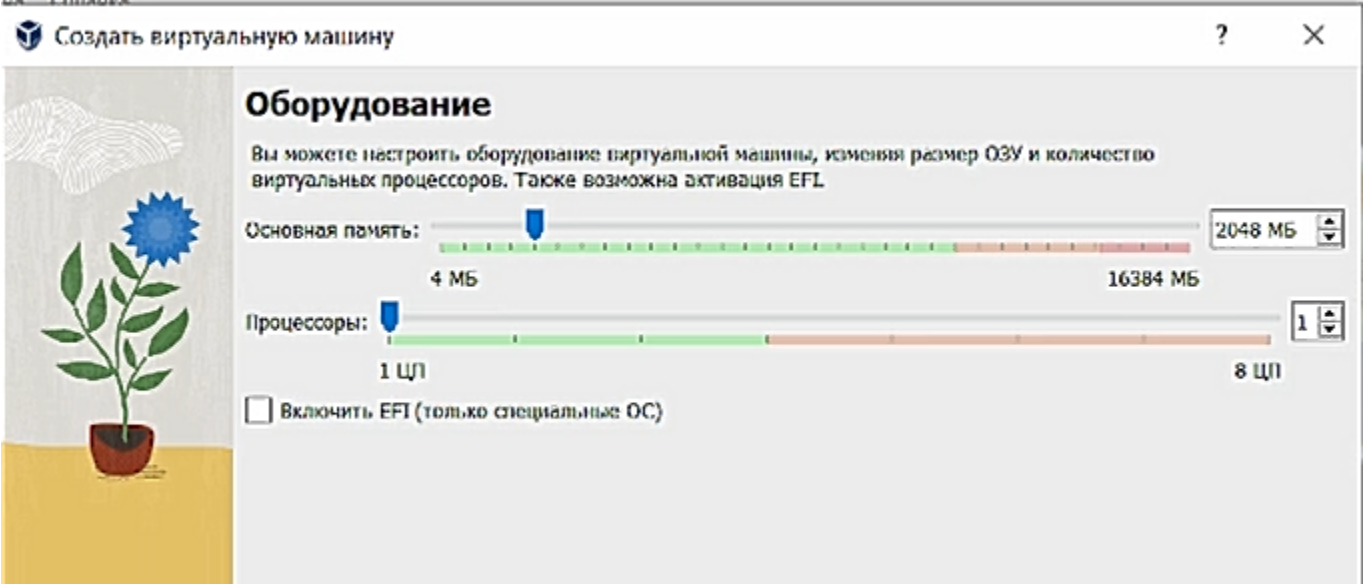 Создать виртуальную машину
?
Оборудование
Вы можете настроить оборудование виртуальной машины, изменяя размер ОЗУ и количество
виртуальных процессоров. Также возможна активация EFI.
Основная память:
2048 МБ
4 МБ
16384 МБ
Процессоры:
1
1 ЦП
8 ЦП
Включить EFI (только специальные ОС)